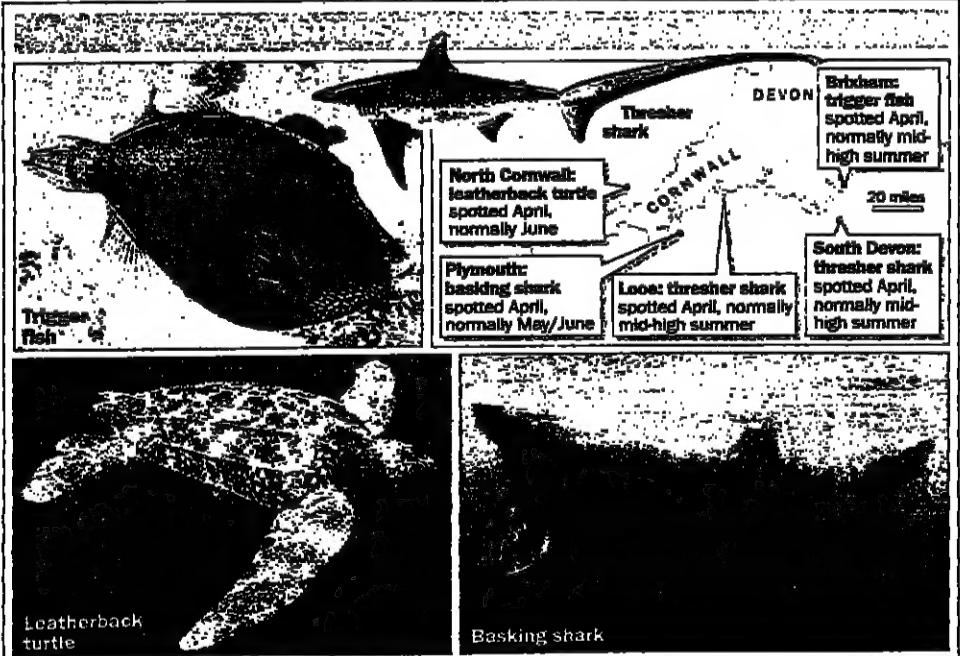 Thresher
shark
DEVON
CORNWALL
20 miles
Brixham:
trigger fish
spotted April,
normally mid-
high summer
North Cornwall:
leatherback turtle
spotted April,
normally June
Plymouth:
basking shark
spotted April,
normally May/June
Looe: thresher shark
spotted April, normally
mid-high summer
South Devon:
thresher shark
spotted April,
normally mid-
high summer
Trigger
fish
Leatherback
turtle
Basking shark